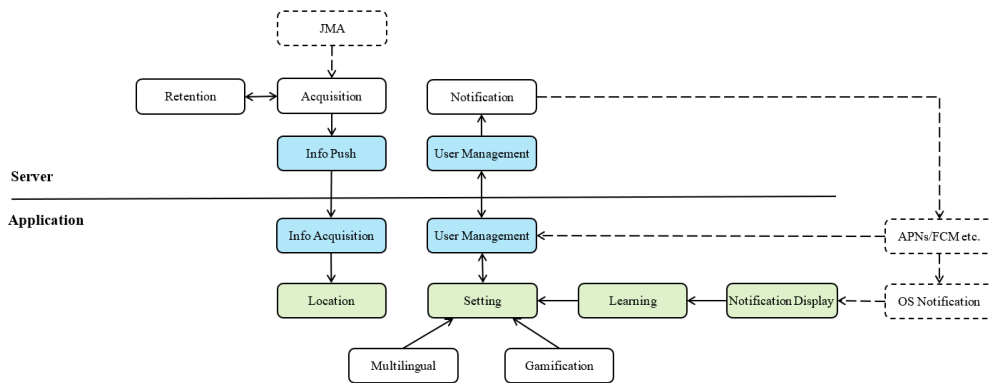 JMA
Retention
Acquisition
Notification
Info Push
User Management
Server
Application
Info Acquisition
User Management
APNs/FCM etc.
Location
Setting
Learning
Notification Display
OS Notification
Multilingual
Gamification